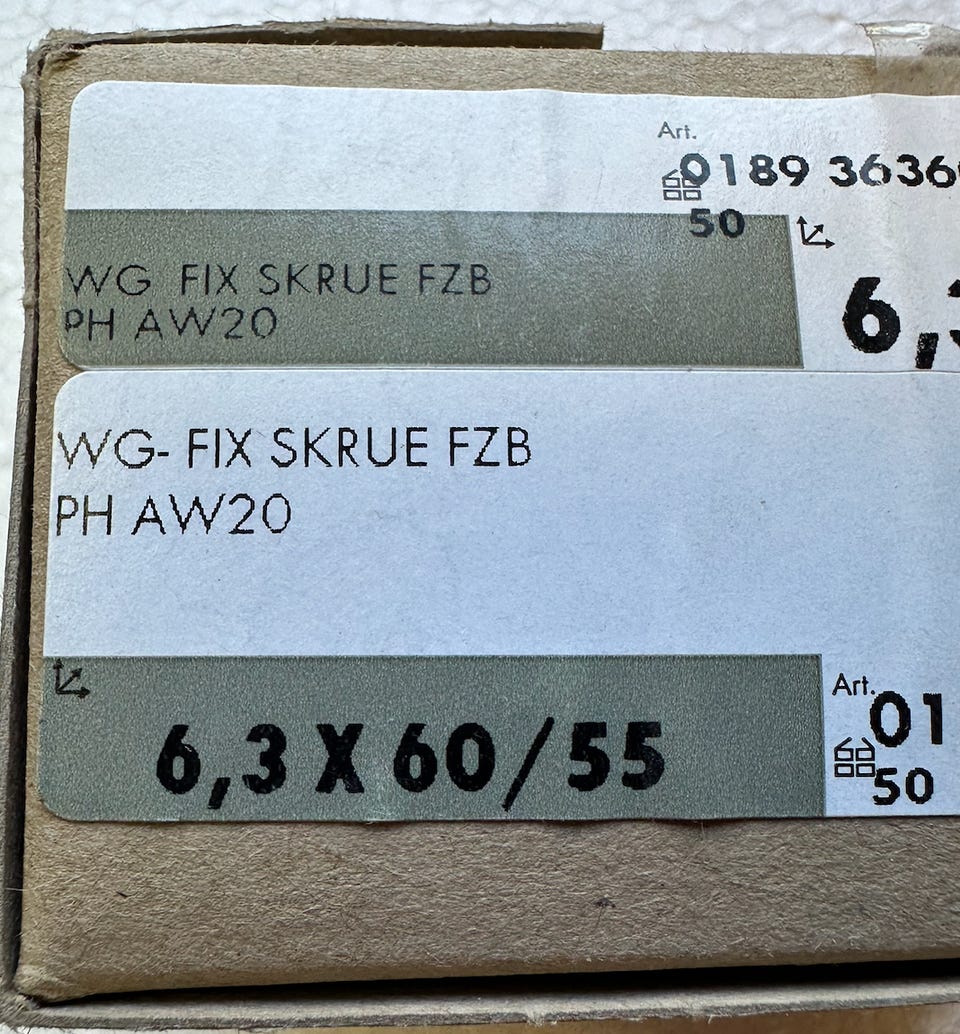 Art.
0189 3636
50
WG FIX SKRUE FZB
PH AW20
6,3
WG- FIX SKRUE FZB
PH AW20
6,3 X 60/55
Art.
01
50